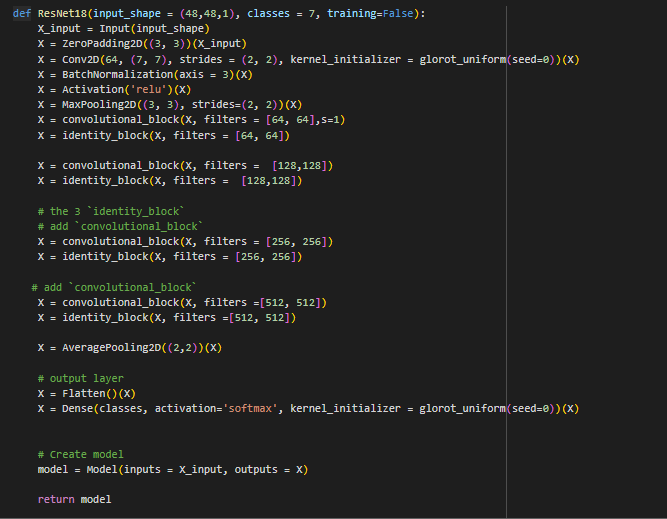 def ResNet18(input_shape = (48,48,1), classes = 7, training=False):
X_input = Input(input_shape)
X = ZeroPadding2D((3, 3))(X_input)
X = Conv2D(64, (7, 7), strides = (2, 2), kernel_initializer = glorot_uniform(seed=0))(X)
X = BatchNormalization(axis = 3)(X)
X = Activation('relu')(X)
X = MaxPooling2D((3, 3), strides=(2, 2))(X)
X = convolutional_block(X, filters = [64, 64],s=1)
X = identity_block(X, filters = [64, 64])
X = convolutional_block(X, filters =  [128,128])
X = identity_block(X, filters =  [128,128])
# the 3 `identity_block`
# add `convolutional_block`
X = convolutional_block(X, filters = [256, 256])
X = identity_block(X, filters = [256, 256])
# add `convolutional_block`
X = convolutional_block(X, filters =[512, 512])
X = identity_block(X, filters =[512, 512])
X = AveragePooling2D((2,2))(X)
# output layer
X = Flatten()(X)
X = Dense(classes, activation='softmax', kernel_initializer = glorot_uniform(seed=0))(X)
# Create model
model = Model(inputs = X_input, outputs = X)
return model